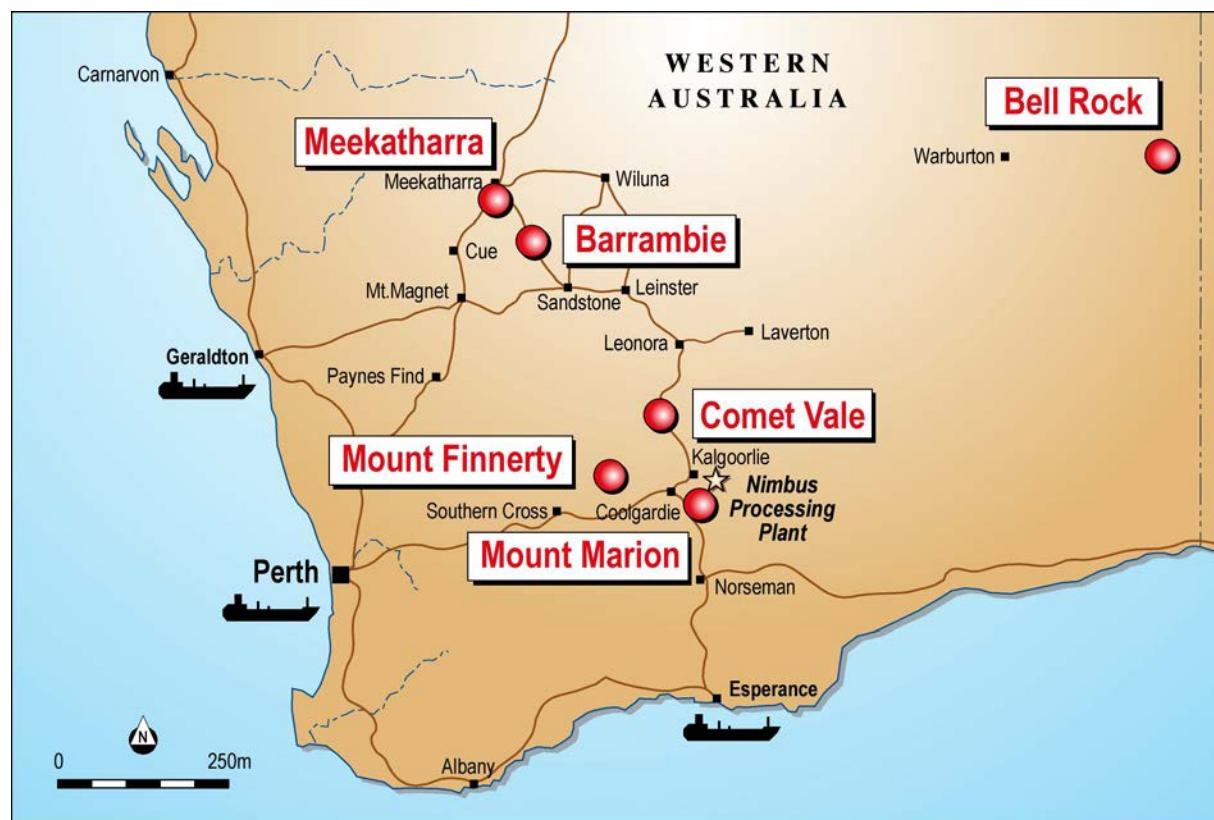 WESTERN
AUSTRALIA
Carnarvon
Bell Rock
Meekatharra
Warburton
Meekatharra
Wiluna
Barrambie
Cue
Mt.Magnet
Sandstone
Leinster
Laverton
Leonora
Geraldton
Paynes Find
Comet Vale
Mount Finnerty
Kalgoorlie
Nimbus
Processing
Plant
Southern Cross
Coolgardie
Mount Marion
Perth
Norseman
Esperance
N
0 250m
Albany